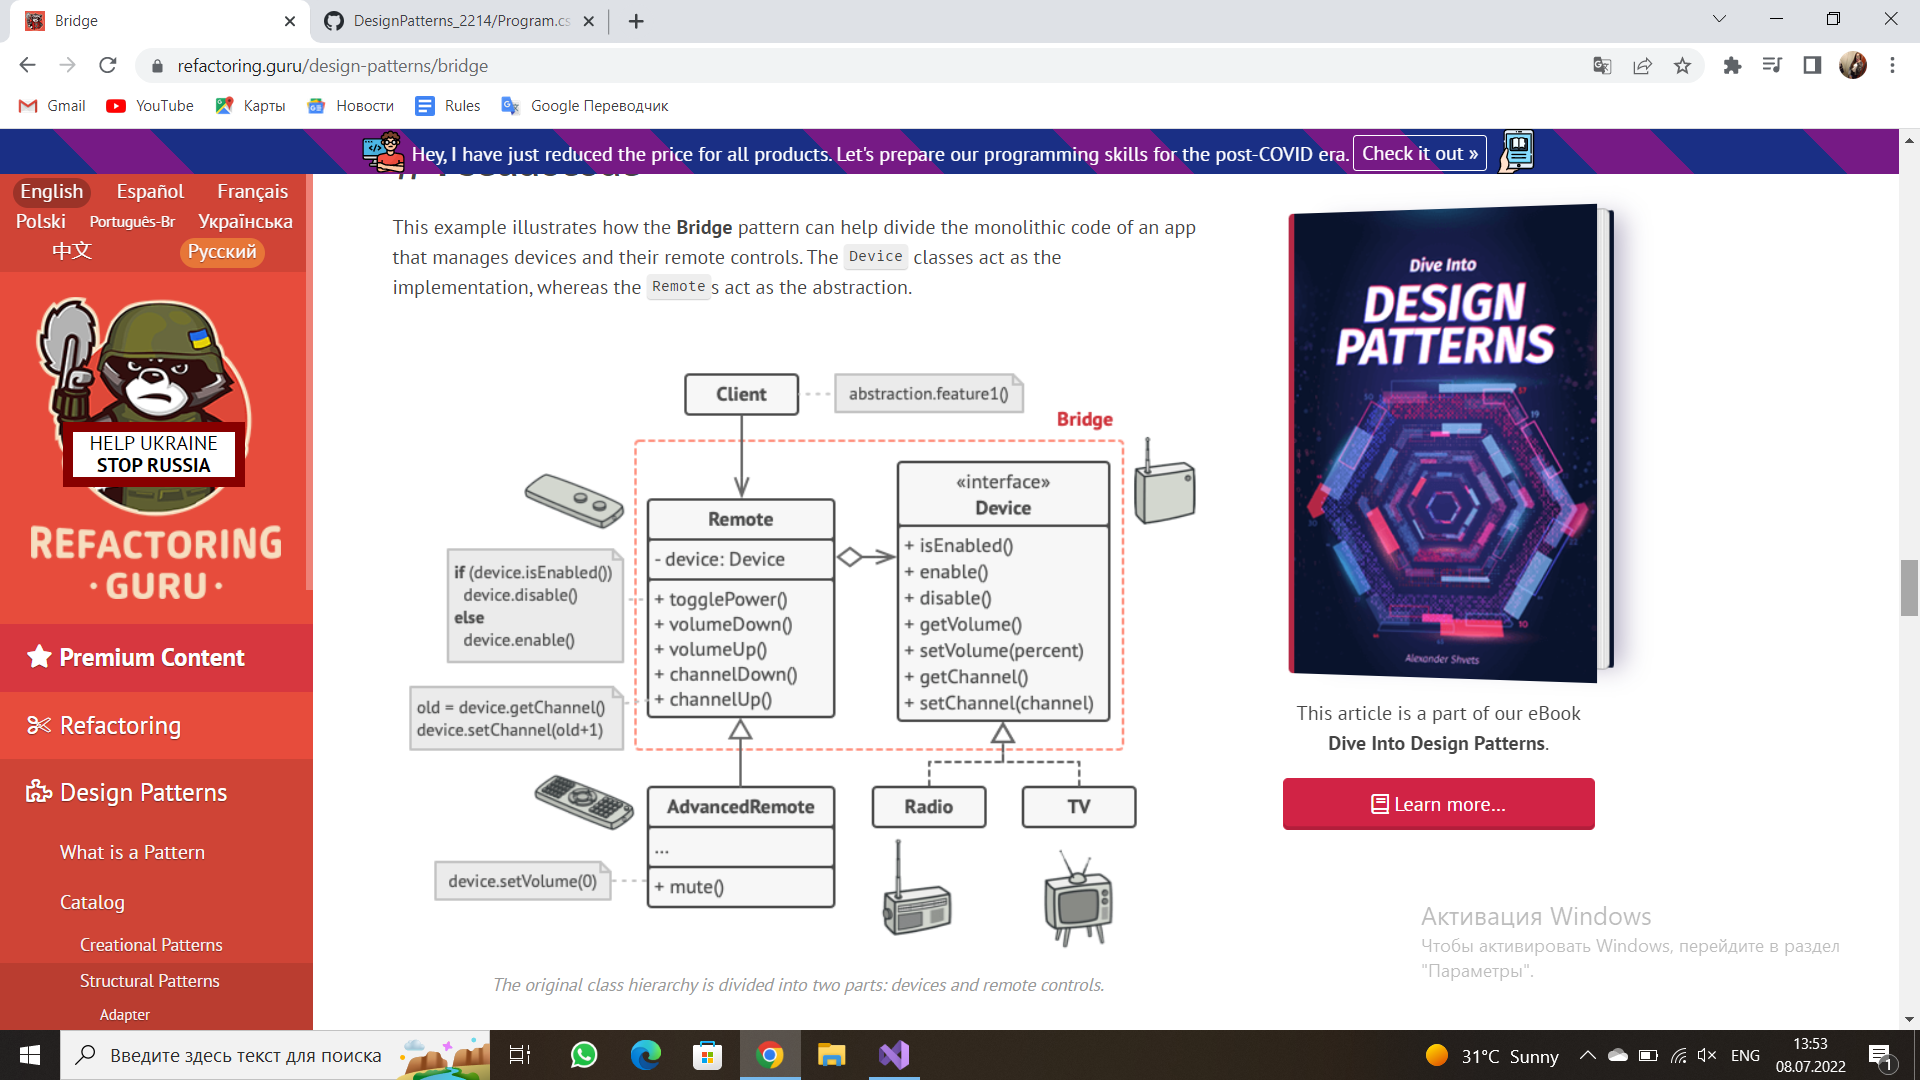 Bridge
DesignPatterns_2214/Program.cs
refactoring.guru/design-patterns/bridge
Gmail
YouTube
Карты
Новости
Rules
Google Переводчик
Hey, I have just reduced the price for all products. Let's prepare our programming skills for the post-COVID era.
Check it out »
English Español Français
Polski Português-Br Українська
中文 Русский
HELP UKRAINE
STOP RUSSIA
REFACTORING
·GURU·
Premium Content
Refactoring
Design Patterns
What is a Pattern
Catalog
Creational Patterns
Structural Patterns
Adapter
This example illustrates how the Bridge pattern can help divide the monolithic code of an app
that manages devices and their remote controls. The Device classes act as the
implementation, whereas the Remotes act as the abstraction.
Client
abstraction.feature1()
Bridge
Remote
- device: Device
+ togglePower()
+ volumeDown()
+ volumeUp()
+ channelDown()
+ channelUp()
«interface»
Device
+ isEnabled()
+ enable()
+ disable()
+ getVolume()
+ setVolume(percent)
+ getChannel()
+ setChannel(channel)
if (device.isEnabled())
device.disable()
else
device.enable()
old = device.getChannel()
device.setChannel(old+1)
AdvancedRemote
...
+ mute()
device.setVolume(0)
Radio
TV
The original class hierarchy is divided into two parts: devices and remote controls.
Dive Into
DESIGN
PATTERNS
Alexander Shvets
This article is a part of our eBook
Dive Into Design Patterns.
Learn more...
Активация Windows
Чтобы активировать Windows, перейдите в раздел
"Параметры".
Введите здесь текст для поиска
31°C Sunny
ENG
13:53
08.07.2022
1